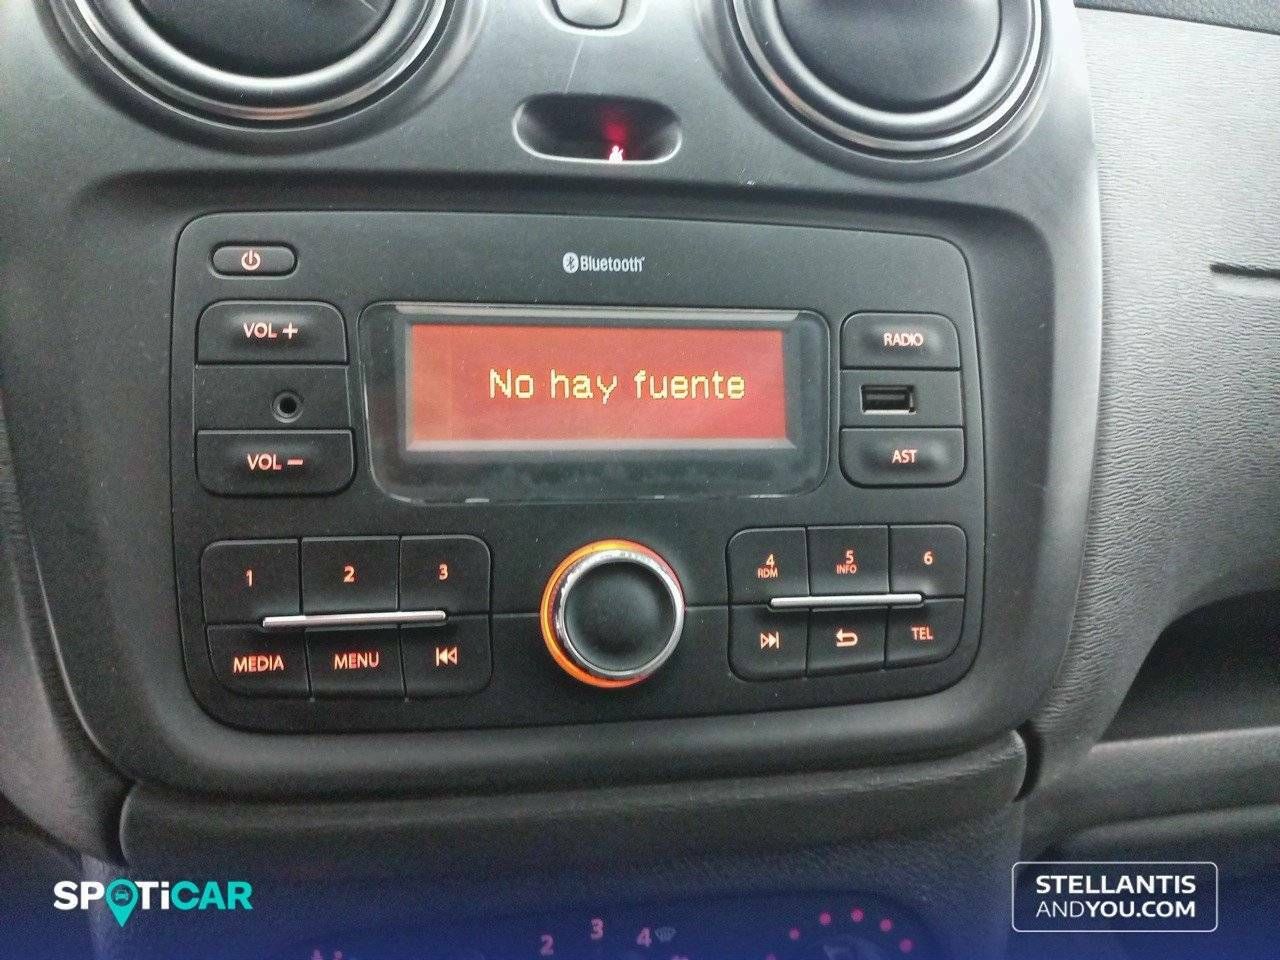 Bluetooth
VOL +
RADIO
No hay fuente
VOL –
AST
1
2
3
4
RDM
5
INFO
6
MEDIA
MENU
TEL
SPOTiCAR
STELLANTIS
ANDYOU.COM
2
3
4